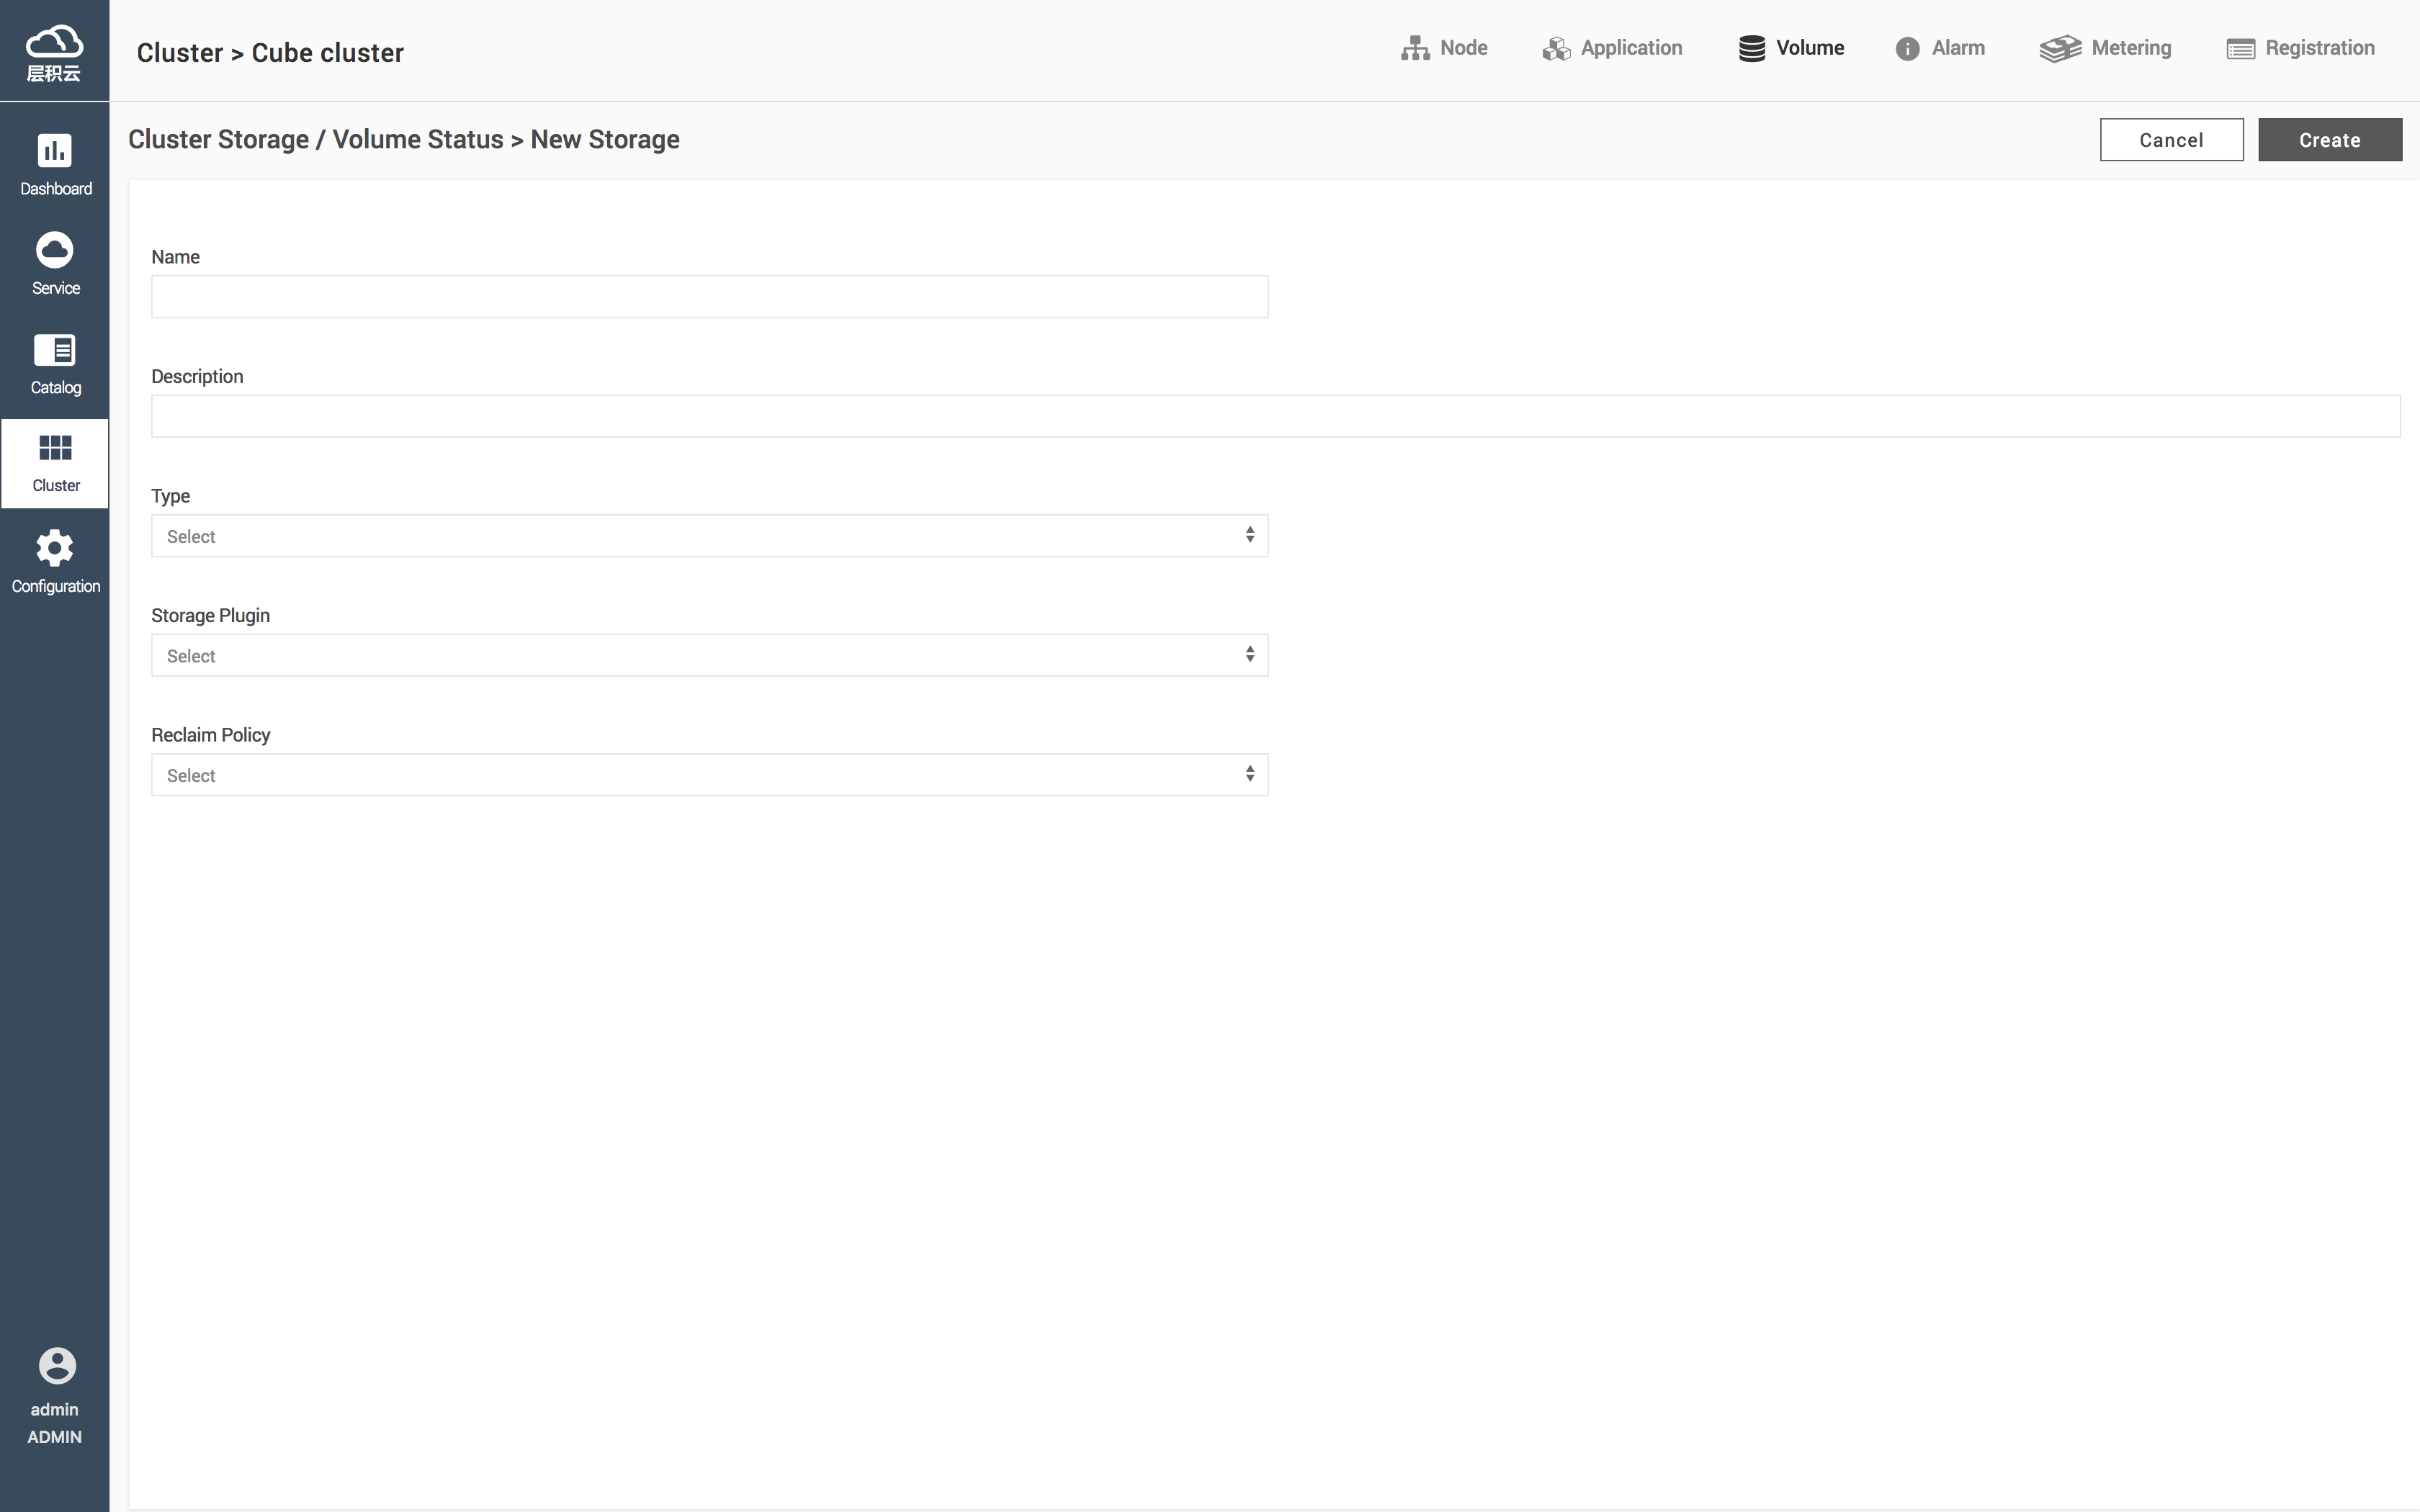 层积云
Cluster > Cube cluster
Node
Application
Volume
Alarm
Metering
Registration
Cluster Storage / Volume Status > New Storage
Cancel
Create
Dashboard
Service
Catalog
Cluster
Configuration
admin
ADMIN
Name
Description
Type
Select
Storage Plugin
Select
Reclaim Policy
Select